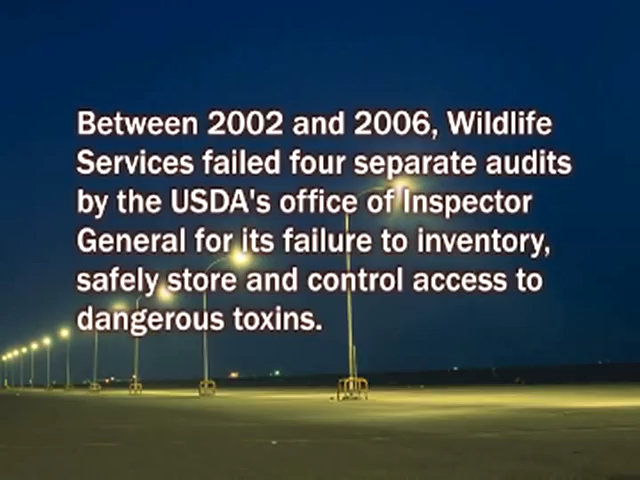 Between 2002 and 2006, Wildlife
Services failed four separate audits
by the USDA's office of Inspector
General for its failure to inventory,
safely store and control access to
dangerous toxins.